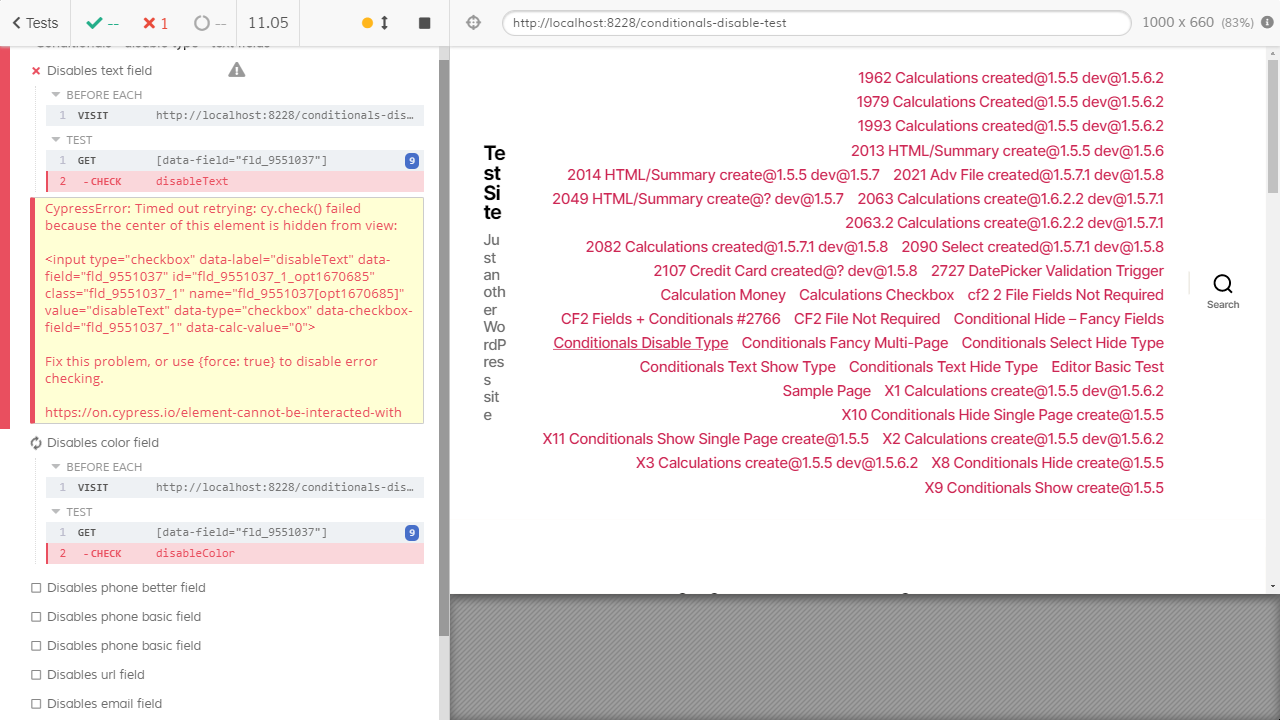 Tests
--
1
--
11.05
http://localhost:8228/conditionals-disable-test
1000 x 660 (83%)
Disables text field
BEFORE EACH
1 VISIT http://localhost:8228/conditionals-dis…
TEST
1 GET [data-field="fld_9551037"] 9
2 -CHECK disableText
CypressError: Timed out retrying: cy.check() failed
because the center of this element is hidden from view:
<input type="checkbox" data-label="disableText" data-
field="fld_9551037" id="fld_9551037_1_opt1670685"
class="fld_9551037_1" name="fld_9551037[opt1670685]"
value="disableText" data-type="checkbox" data-checkbox-
field="fld_9551037_1" data-calc-value="0">
Fix this problem, or use {force: true} to disable error
checking.
https://on.cypress.io/element-cannot-be-interacted-with
Disables color field
BEFORE EACH
1 VISIT http://localhost:8228/conditionals-dis…
TEST
1 GET [data-field="fld_9551037"] 9
2 -CHECK disableColor
Disables phone better field
Disables phone basic field
Disables phone basic field
Disables url field
Disables email field
Te
st
Si
te
Ju
st
an
oth
er
Wo
rdP
res
s
sit
e
1962 Calculations created@1.5.5 dev@1.5.6.2
1979 Calculations Created@1.5.5 dev@1.5.6.2
1993 Calculations created@1.5.5 dev@1.5.6.2
2013 HTML/Summary create@1.5.5 dev@1.5.6
2014 HTML/Summary create@1.5.5 dev@1.5.7 2021 Adv File created@1.5.7.1 dev@1.5.8
2049 HTML/Summary create@? dev@1.5.7 2063 Calculations created@1.6.2.2 dev@1.5.7.1
2063.2 Calculations created@1.6.2.2 dev@1.5.7.1
2082 Calculations created@1.5.7.1 dev@1.5.8 2090 Select created@1.5.7.1 dev@1.5.8
2107 Credit Card created@? dev@1.5.8 2727 DatePicker Validation Trigger
Calculation Money Calculations Checkbox cf2 2 File Fields Not Required
CF2 Fields + Conditionals #2766 CF2 File Not Required Conditional Hide – Fancy Fields
Conditionals Disable Type Conditionals Fancy Multi-Page Conditionals Select Hide Type
Conditionals Text Show Type Conditionals Text Hide Type Editor Basic Test
Sample Page X1 Calculations create@1.5.5 dev@1.5.6.2
X10 Conditionals Hide Single Page create@1.5.5
X11 Conditionals Show Single Page create@1.5.5 X2 Calculations create@1.5.5 dev@1.5.6.2
X3 Calculations create@1.5.5 dev@1.5.6.2 X8 Conditionals Hide create@1.5.5
X9 Conditionals Show create@1.5.5
Search